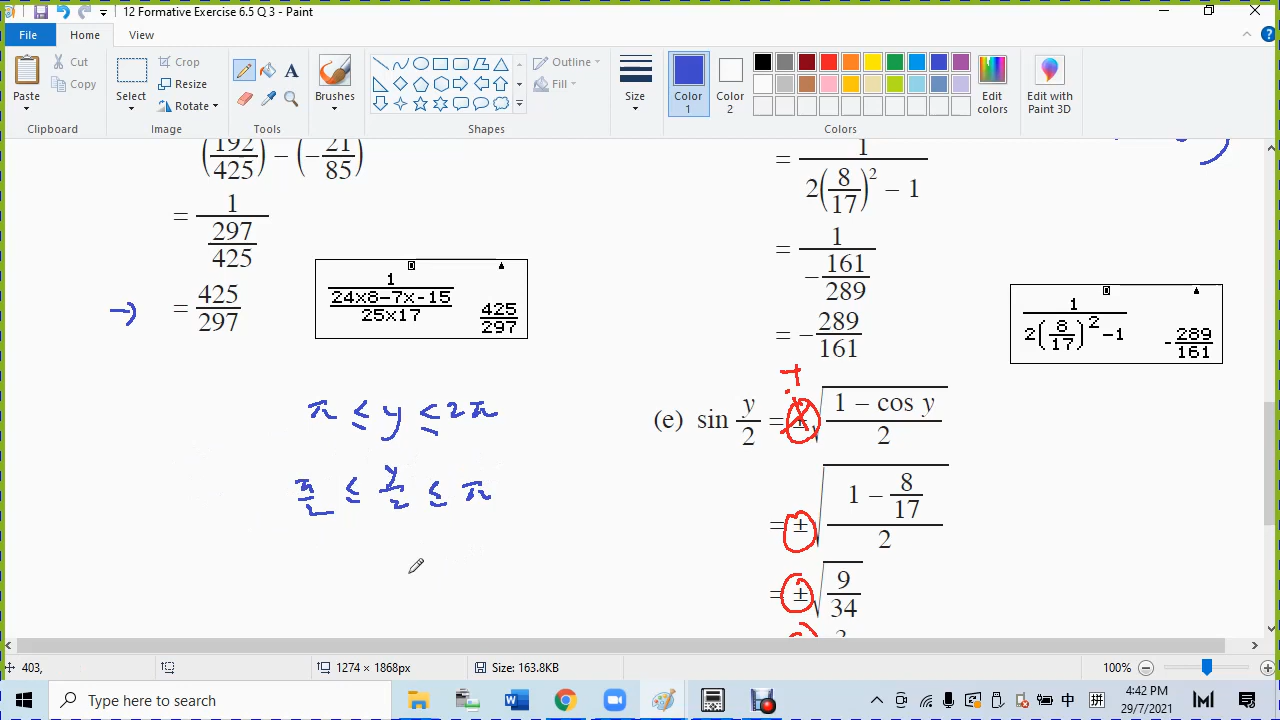 12 Formative Exercise 6.5 Q 3 - Paint
File Home View
Paste Cut Copy Clipboard
Select Crop Resize Rotate Image
Tools
Brushes
Outline Fill Shapes
Size
Color 1 Color 2 Edit colors Colors
Edit with Paint 3D
(192/425) − (−21/85)
= 1/(297/425)
→ = 425/297
1/((24x8−7x−15)/(25x17)) 425/297
π ≤ y ≤ 2π
π/2 ≤ y/2 ≤ π
= 1/(2(8/17)² − 1)
= 1/(−161/289)
= −289/161
1/(2(8/17)²−1) −289/161
+
(e) sin y/2 = ±√((1 − cos y)/2)
= ±√((1 − 8/17)/2)
= ±√(9/34)
403,
1274 × 1868px
Size: 163.8KB
100%
Type here to search
中
拼
4:42 PM
29/7/2021